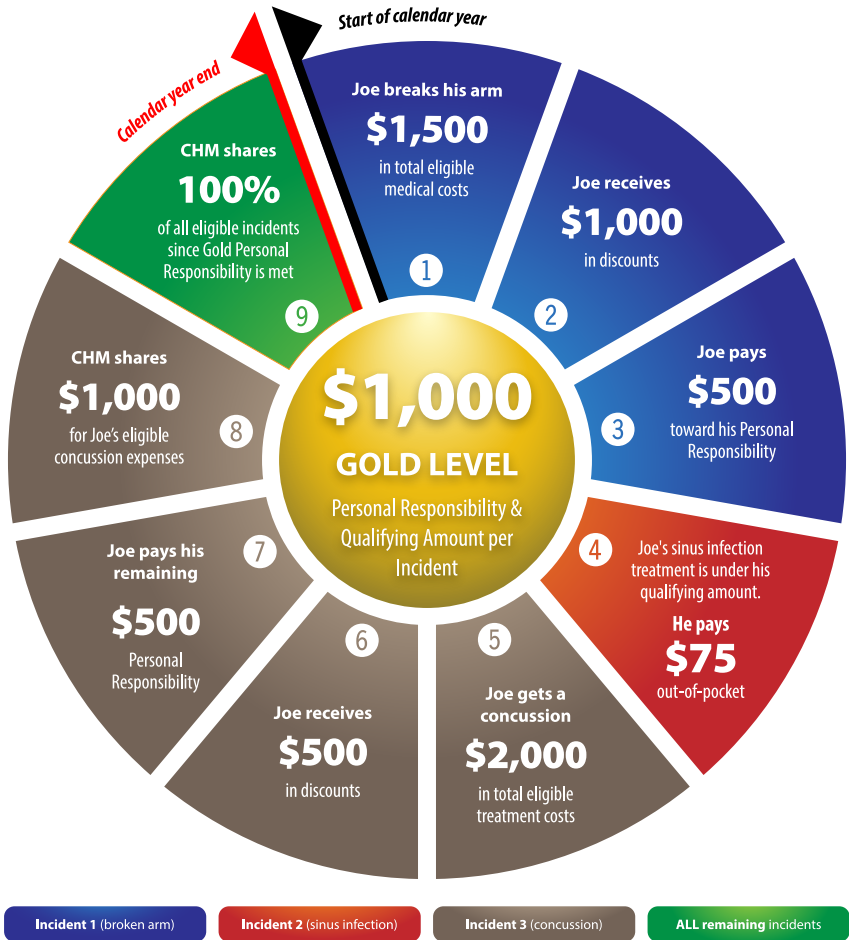 Start of calendar year
Calendar year end
Joe breaks his arm
$1,500
in total eligible
medical costs
1
Joe receives
$1,000
in discounts
2
Joe pays
$500
toward his Personal
Responsibility
3
4
Joe's sinus infection
treatment is under his
qualifying amount.
He pays
$75
out-of-pocket
5
Joe gets a
concussion
$2,000
in total eligible
treatment costs
6
Joe receives
$500
in discounts
7
Joe pays his
remaining
$500
Personal
Responsibility
CHM shares
$1,000
for Joe’s eligible
concussion expenses
8
CHM shares
100%
of all eligible incidents
since Gold Personal
Responsibility is met
9
$1,000
GOLD LEVEL
Personal Responsibility &
Qualifying Amount per
Incident
Incident 1 (broken arm)
Incident 2 (sinus infection)
Incident 3 (concussion)
ALL remaining incidents